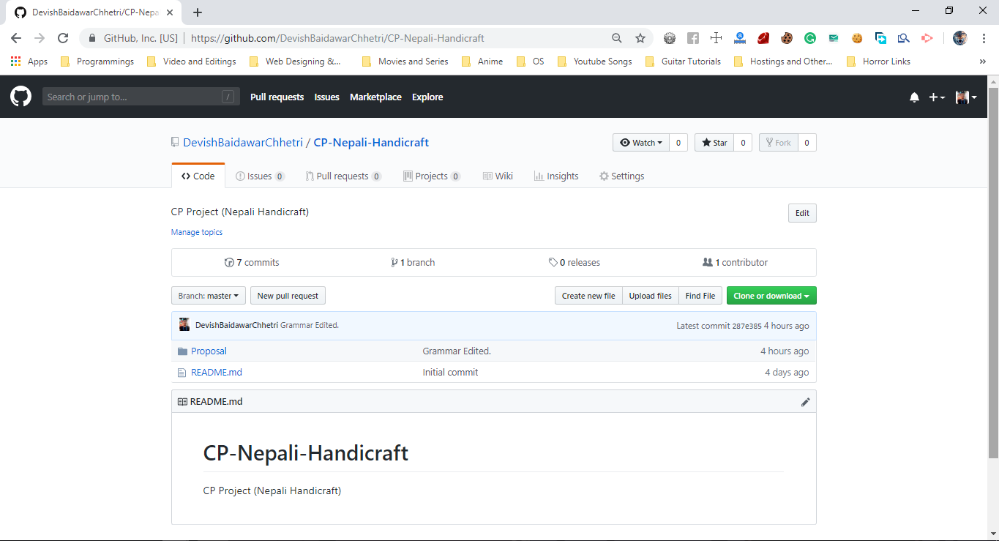 DevishBaidawarChhetri/CP-Nepa
GitHub, Inc. [US] https://github.com/DevishBaidawarChhetri/CP-Nepali-Handicraft
Apps Programmings Video and Editings Web Designing &... Movies and Series Anime OS Youtube Songs Guitar Tutorials Hostings and Other... Horror Links »
Search or jump to... / Pull requests Issues Marketplace Explore
DevishBaidawarChhetri / CP-Nepali-Handicraft Watch 0 Star 0 Fork 0
Code Issues 0 Pull requests 0 Projects 0 Wiki Insights Settings
CP Project (Nepali Handicraft) Edit
Manage topics
7 commits 1 branch 0 releases 1 contributor
Branch: master New pull request Create new file Upload files Find File Clone or download
DevishBaidawarChhetri Grammar Edited. Latest commit 287e385 4 hours ago
Proposal Grammar Edited. 4 hours ago
README.md Initial commit 4 days ago
README.md
CP-Nepali-Handicraft
CP Project (Nepali Handicraft)